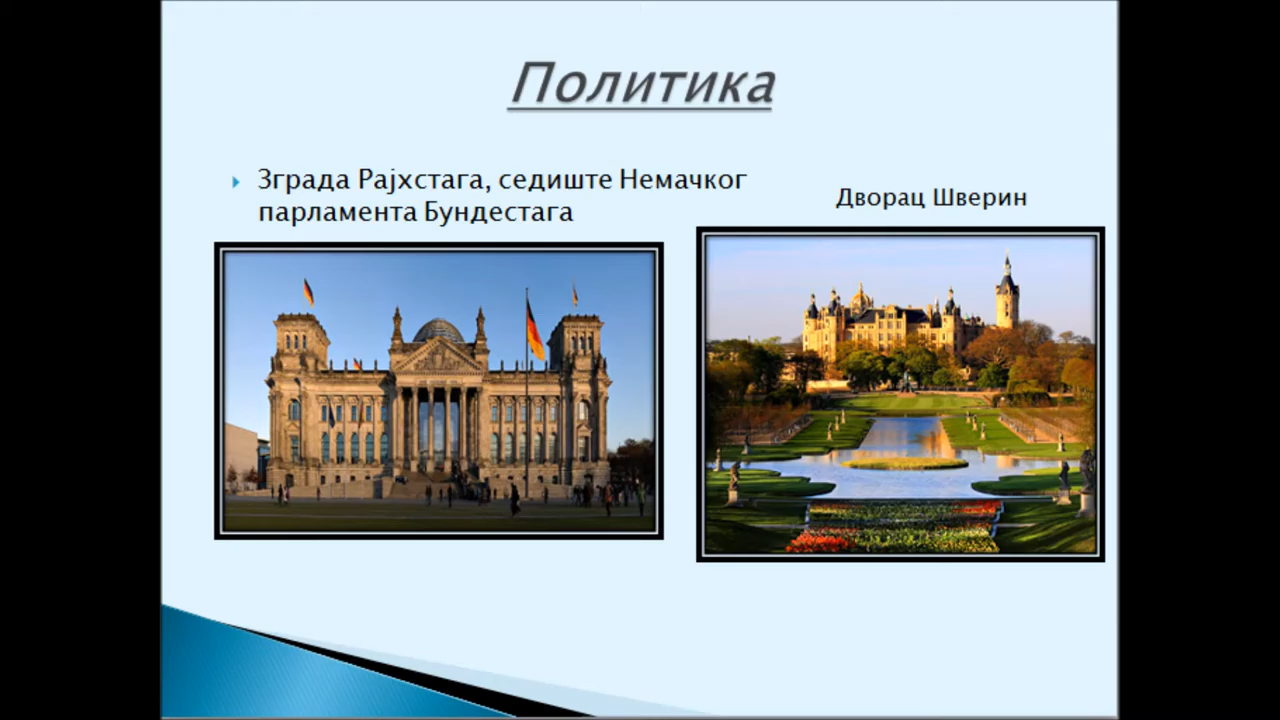 Политика
Зграда Рајхстага, седиште Немачког
парламента Бундестага
Дворац Шверин